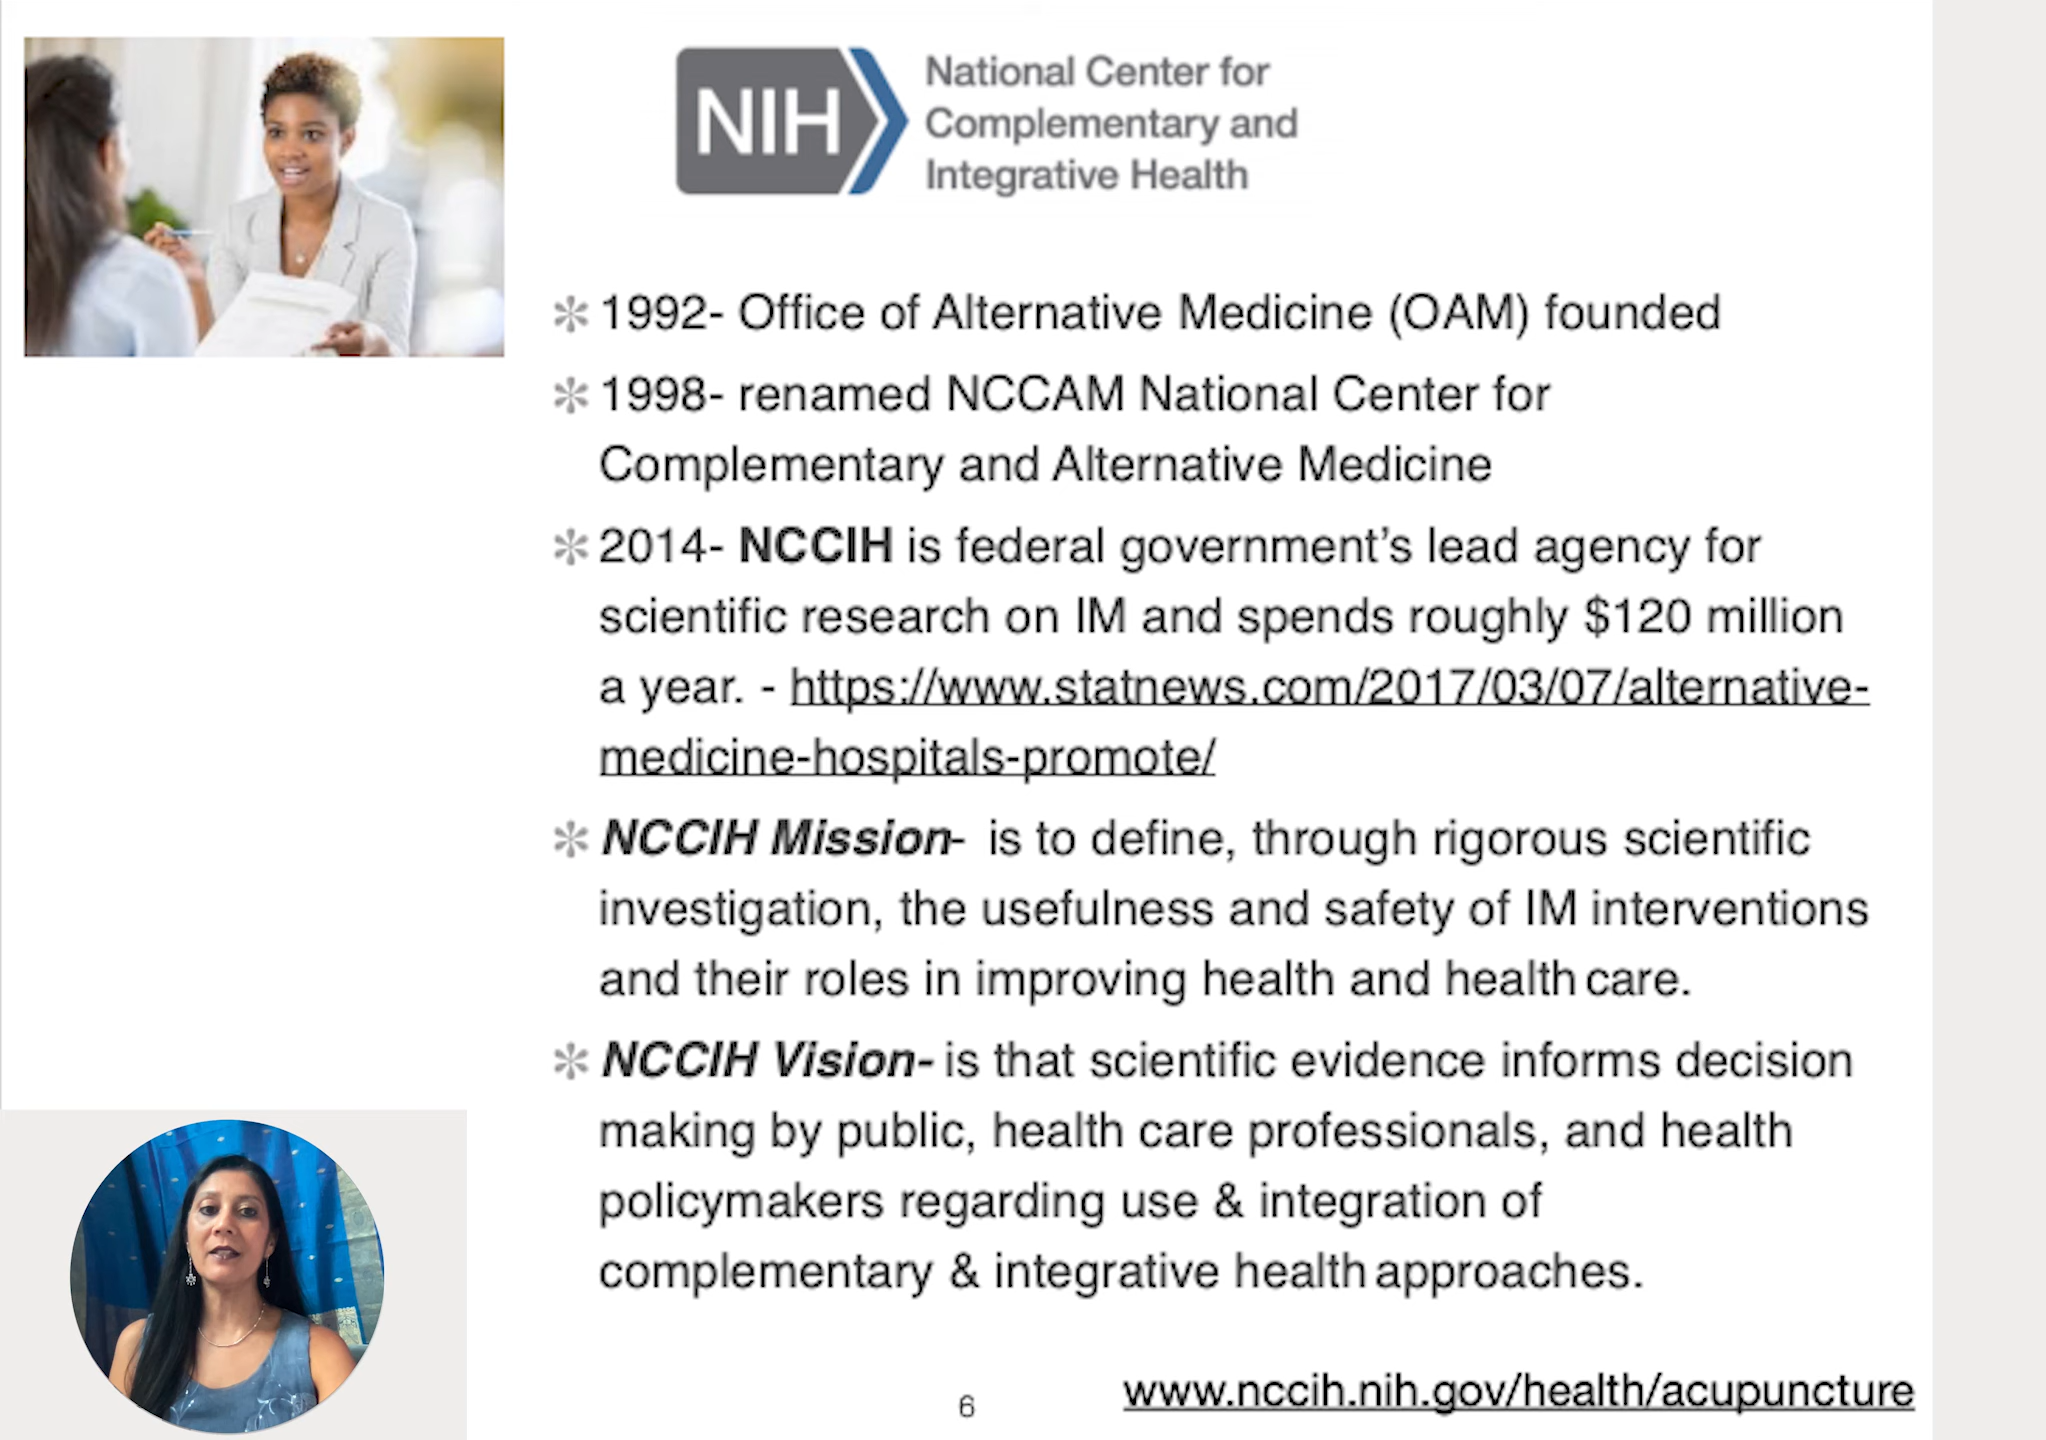 NIH
National Center for
Complementary and
Integrative Health
✼ 1992- Office of Alternative Medicine (OAM) founded
✼ 1998- renamed NCCAM National Center for
Complementary and Alternative Medicine
✼ 2014- NCCIH is federal government’s lead agency for
scientific research on IM and spends roughly $120 million
a year. - https://www.statnews.com/2017/03/07/alternative-
medicine-hospitals-promote/
✼ NCCIH Mission- is to define, through rigorous scientific
investigation, the usefulness and safety of IM interventions
and their roles in improving health and health care.
✼ NCCIH Vision- is that scientific evidence informs decision
making by public, health care professionals, and health
policymakers regarding use & integration of
complementary & integrative health approaches.
6
www.nccih.nih.gov/health/acupuncture